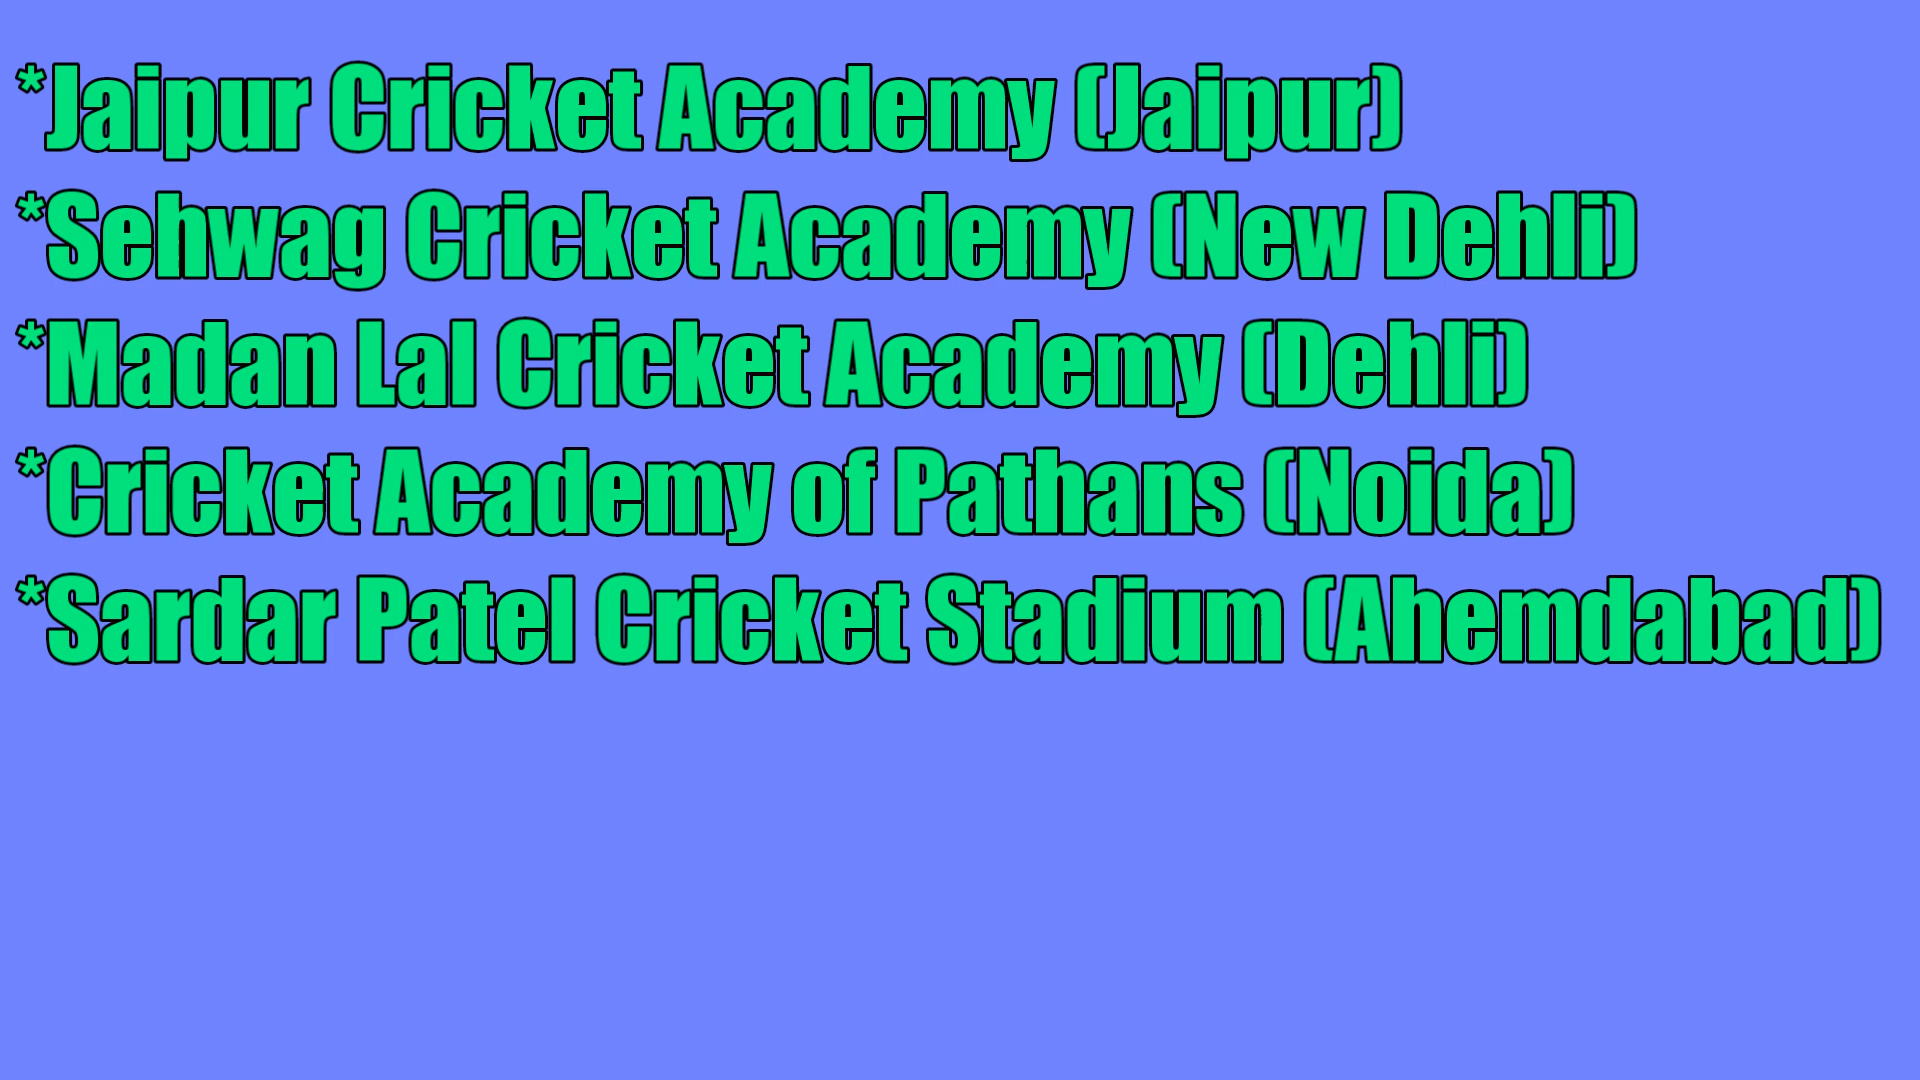 *Jaipur Cricket Academy (Jaipur)
*Sehwag Cricket Academy (New Dehli)
*Madan Lal Cricket Academy (Dehli)
*Cricket Academy of Pathans (Noida)
*Sardar Patel Cricket Stadium (Ahemdabad)